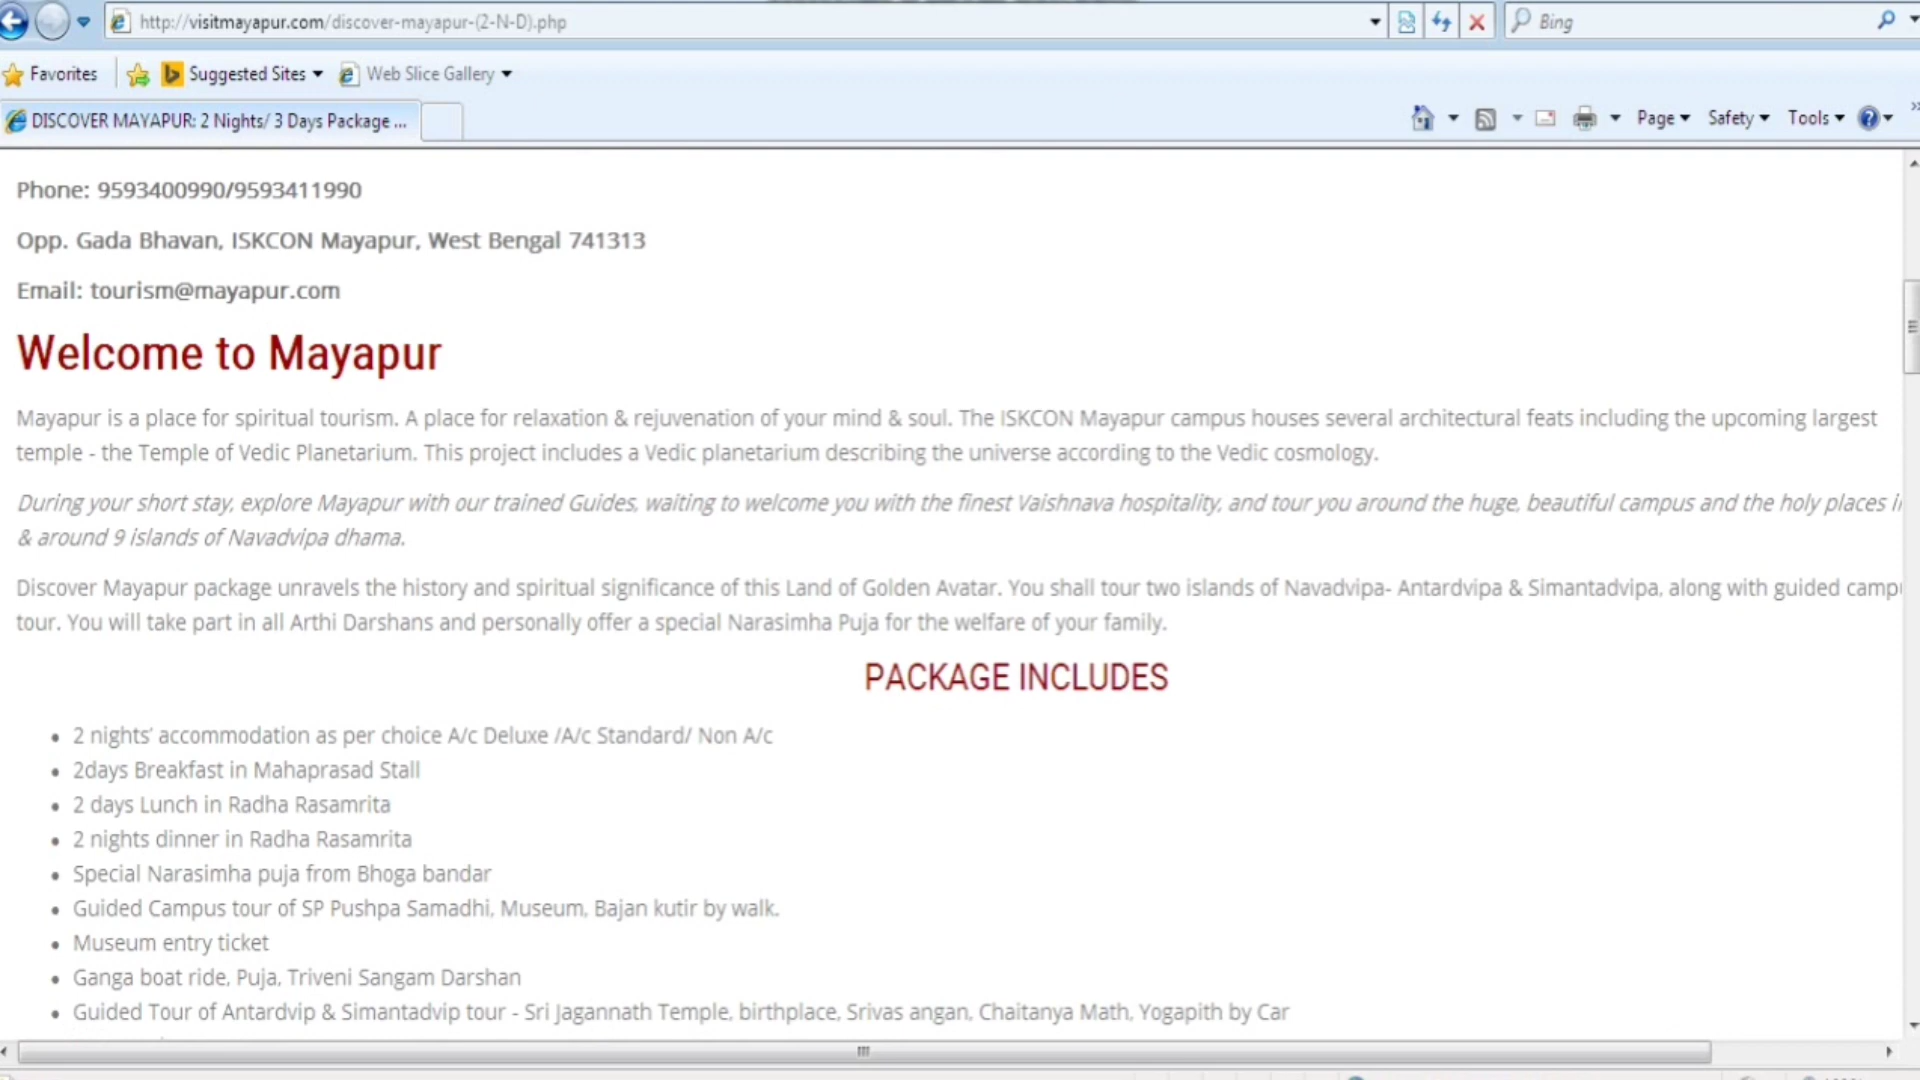 http://visitmayapur.com/discover-mayapur-(2-N-D).php
Bing
Favorites
Suggested Sites
Web Slice Gallery
DISCOVER MAYAPUR: 2 Nights/ 3 Days Package ...
Page
Safety
Tools
Phone: 9593400990/9593411990
Opp. Gada Bhavan, ISKCON Mayapur, West Bengal 741313
Email: tourism@mayapur.com
Welcome to Mayapur
Mayapur is a place for spiritual tourism. A place for relaxation & rejuvenation of your mind & soul. The ISKCON Mayapur campus houses several architectural feats including the upcoming largest
temple - the Temple of Vedic Planetarium. This project includes a Vedic planetarium describing the universe according to the Vedic cosmology.
During your short stay, explore Mayapur with our trained Guides, waiting to welcome you with the finest Vaishnava hospitality, and tour you around the huge, beautiful campus and the holy places
& around 9 islands of Navadvipa dhama.
Discover Mayapur package unravels the history and spiritual significance of this Land of Golden Avatar. You shall tour two islands of Navadvipa- Antardvipa & Simantadvipa, along with guided camp
tour. You will take part in all Arthi Darshans and personally offer a special Narasimha Puja for the welfare of your family.
PACKAGE INCLUDES
• 2 nights' accommodation as per choice A/c Deluxe /A/c Standard/ Non A/c
• 2days Breakfast in Mahaprasad Stall
• 2 days Lunch in Radha Rasamrita
• 2 nights dinner in Radha Rasamrita
• Special Narasimha puja from Bhoga bandar
• Guided Campus tour of SP Pushpa Samadhi, Museum, Bajan kutir by walk.
• Museum entry ticket
• Ganga boat ride, Puja, Triveni Sangam Darshan
• Guided Tour of Antardvip & Simantadvip tour - Sri Jagannath Temple, birthplace, Srivas angan, Chaitanya Math, Yogapith by Car